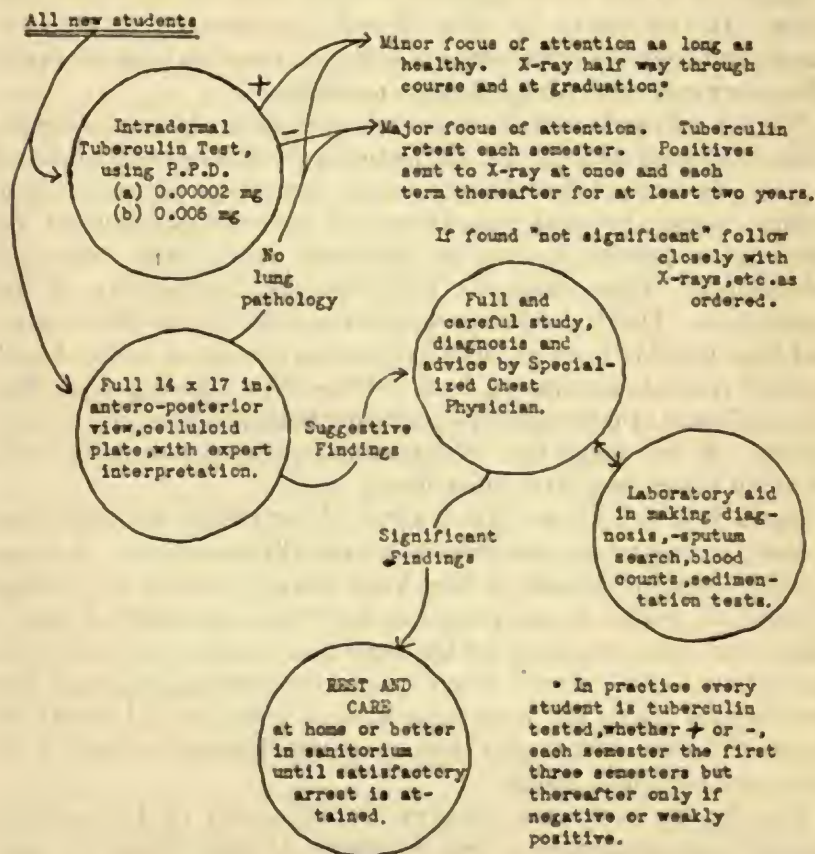 All new students
Minor focus of attention as long as
healthy. X-ray half way through
course and at graduation.*
+
Intradermal
Tuberculin Test,
using P.P.D.
(a) 0.00002 mg
(b) 0.005 mg
-
Major focus of attention. Tuberculin
retest each semester. Positives
sent to X-ray at once and each
term thereafter for at least two years.
If found "not significant" follow
closely with
X-rays,etc.as
ordered.
No
lung
pathology
Full and
careful study,
diagnosis and
advice by Special-
ized Chest
Physician.
Full 14 x 17 in.
antero-posterior
view,celluloid
plate,with expert
interpretation.
Suggestive
Findings
Laboratory aid
in making diag-
nosis,-sputum
search,blood
counts,sedimen-
tation tests.
Significant
Findings
REST AND
CARE
at home or better
in sanitorium
until satisfactory
arrest is at-
tained.
* In practice every
student is tuberculin
tested,whether + or -,
each semester the first
three semesters but
thereafter only if
negative or weakly
positive.